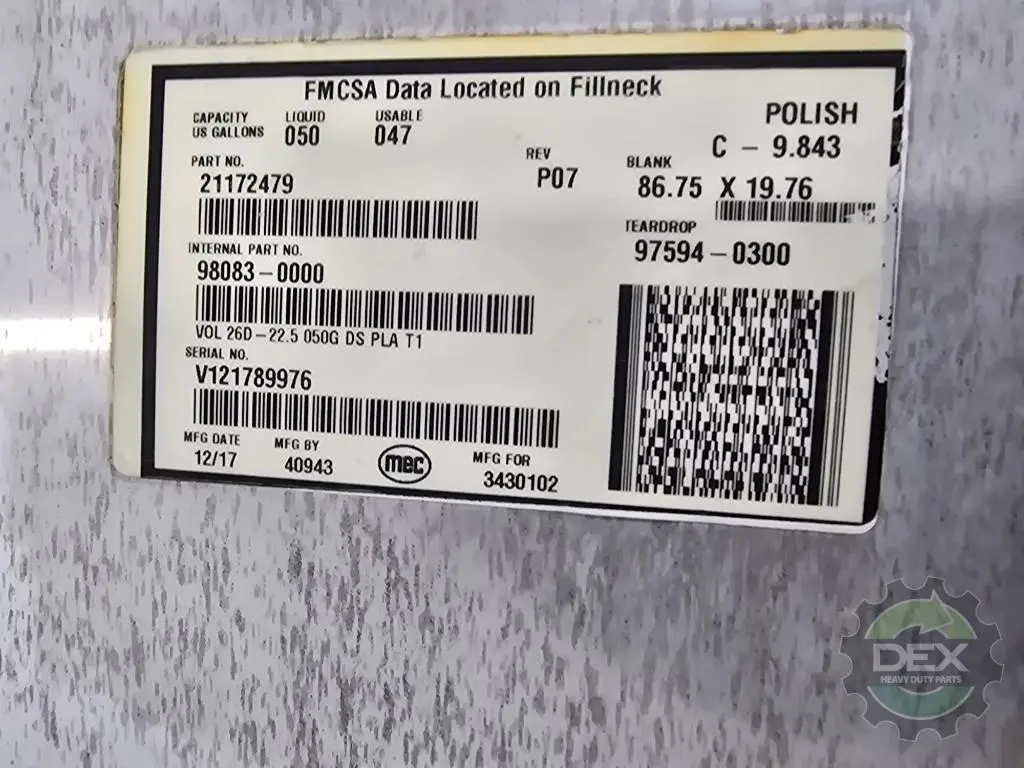 FMCSA Data Located on Fillneck
CAPACITY US GALLONS
LIQUID 050
USABLE 047
POLISH
C - 9.843
PART NO.
21172479
REV
P07
BLANK
86.75 X 19.76
INTERNAL PART NO.
98083-0000
TEARDROP
97594-0300
VOL 26D-22.5 050G DS PLA T1
SERIAL NO.
V121789976
MFG DATE
12/17
MFG BY
40943
mec
MFG FOR
3430102
DEX
HEAVY DUTY PARTS